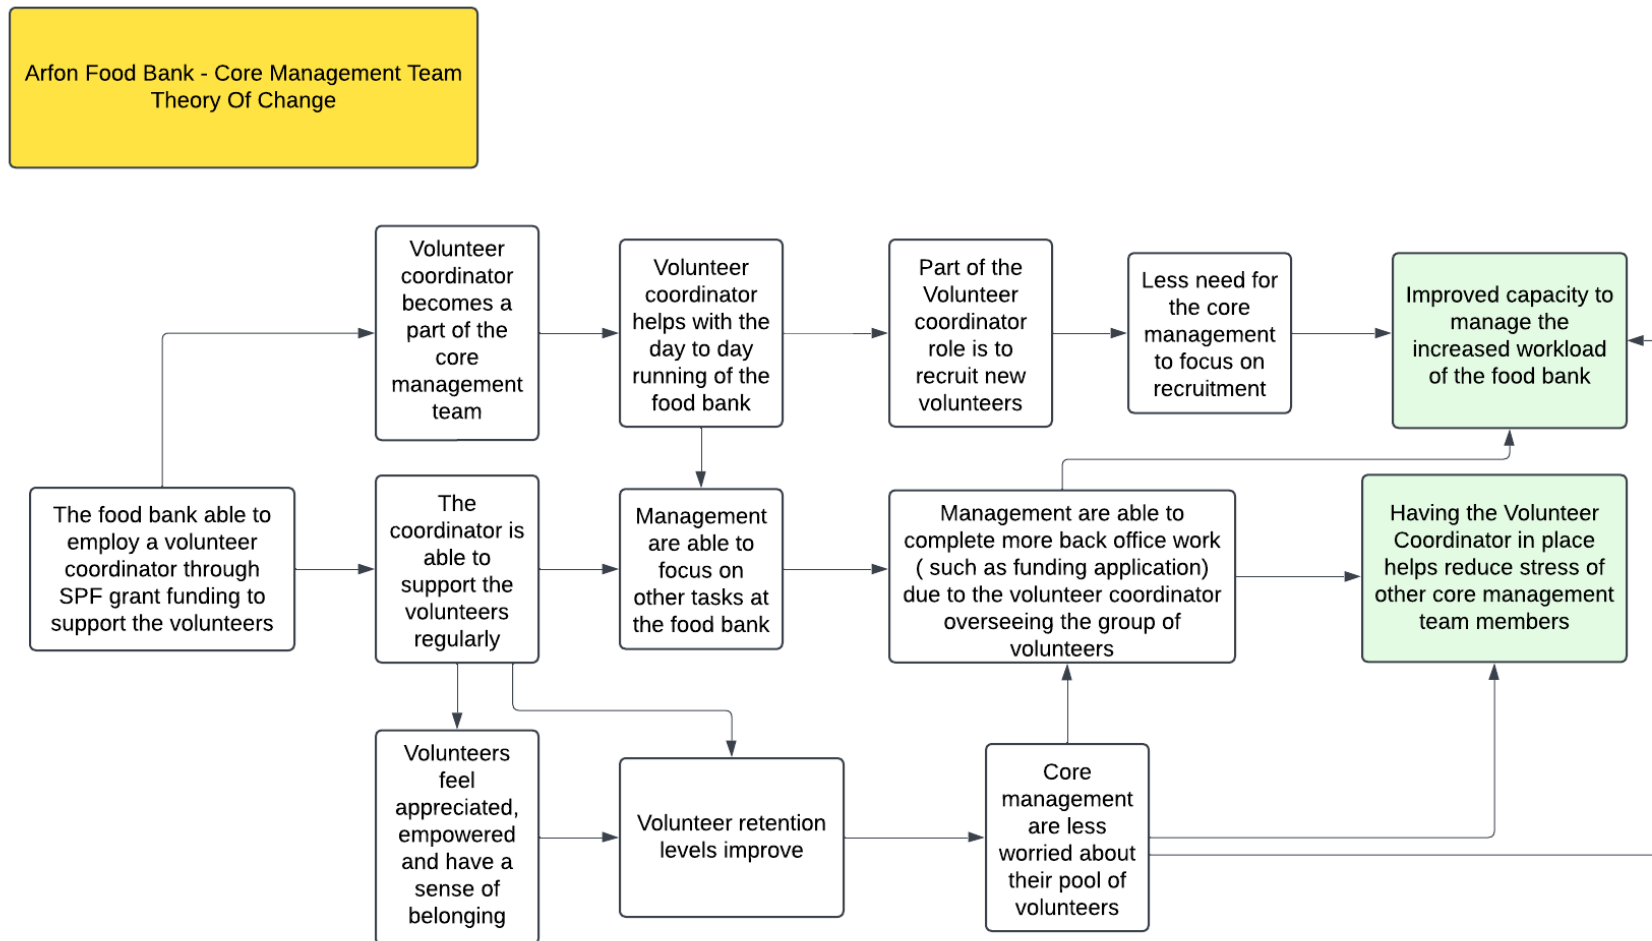 Arfon Food Bank - Core Management Team
Theory Of Change
Volunteer
coordinator
becomes a
part of the
core
management
team
Volunteer
coordinator
helps with the
day to day
running of the
food bank
Part of the
Volunteer
coordinator
role is to
recruit new
volunteers
Less need for
the core
management
to focus on
recruitment
Improved capacity to
manage the
increased workload
of the food bank
The food bank able to
employ a volunteer
coordinator through
SPF grant funding to
support the volunteers
The
coordinator is
able to
support the
volunteers
regularly
Management
are able to
focus on
other tasks at
the food bank
Management are able to
complete more back office work
( such as funding application)
due to the volunteer coordinator
overseeing the group of
volunteers
Having the Volunteer
Coordinator in place
helps reduce stress of
other core management
team members
Volunteers
feel
appreciated,
empowered
and have a
sense of
belonging
Volunteer retention
levels improve
Core
management
are less
worried about
their pool of
volunteers